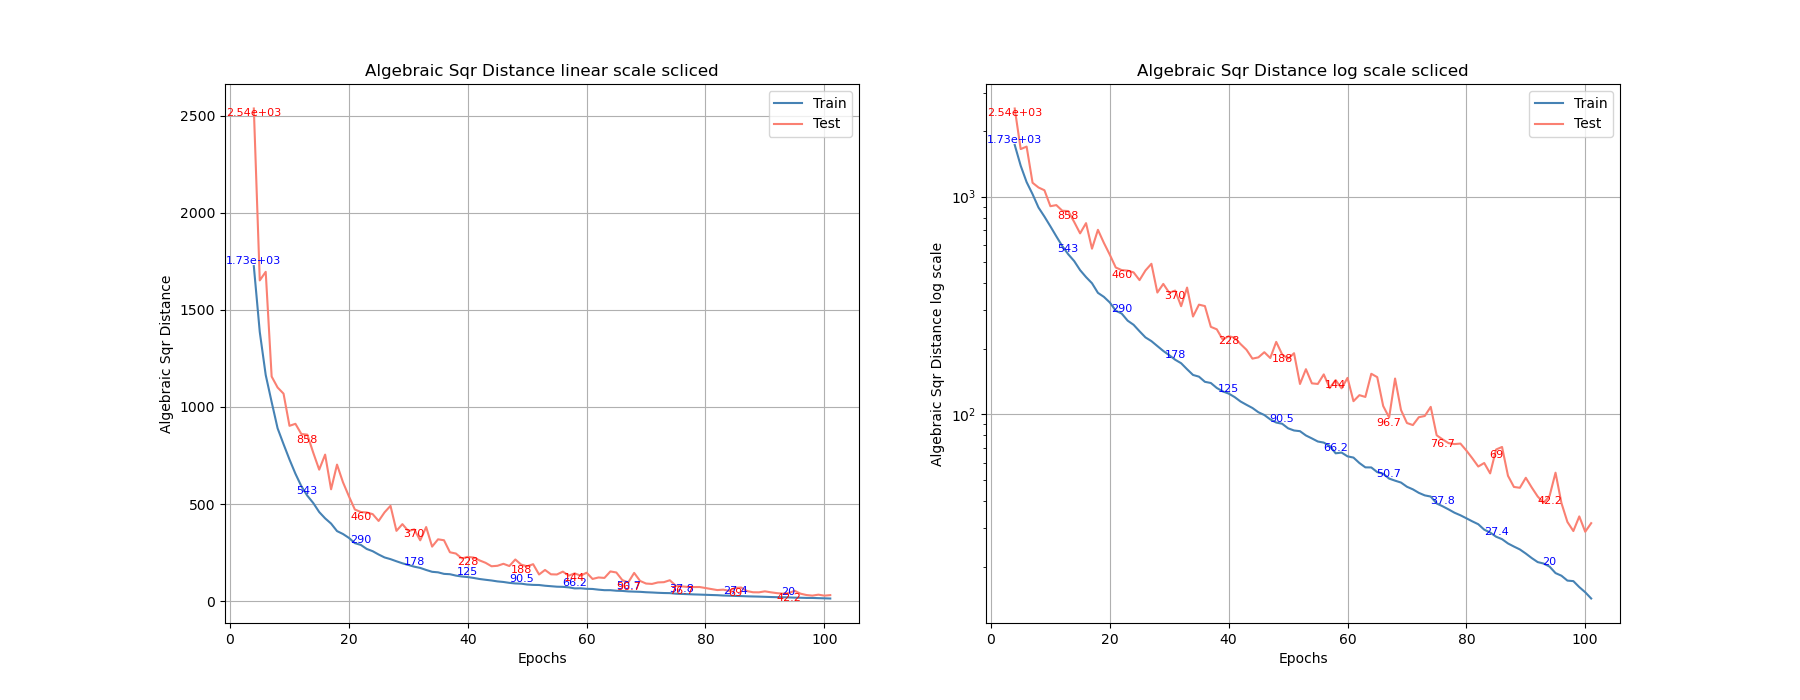 Algebraic Sqr Distance linear scale scliced
Algebraic Sqr Distance
2500
2000
1500
1000
500
0
2.54e+03
1.73e+03
858
543
460
290
370
178
228
125
188
90.5
144
66.2
50.7
37.8
27.4
69
20
42.2
Train
Test
0 20 40 60 80 100
Epochs
Algebraic Sqr Distance log scale scliced
Algebraic Sqr Distance log scale
10³
10²
2.54e+03
1.73e+03
858
543
460
290
370
178
228
125
188
90.5
144
66.2
96.7
50.7
76.7
37.8
69
27.4
42.2
20
Train
Test
0 20 40 60 80 100
Epochs